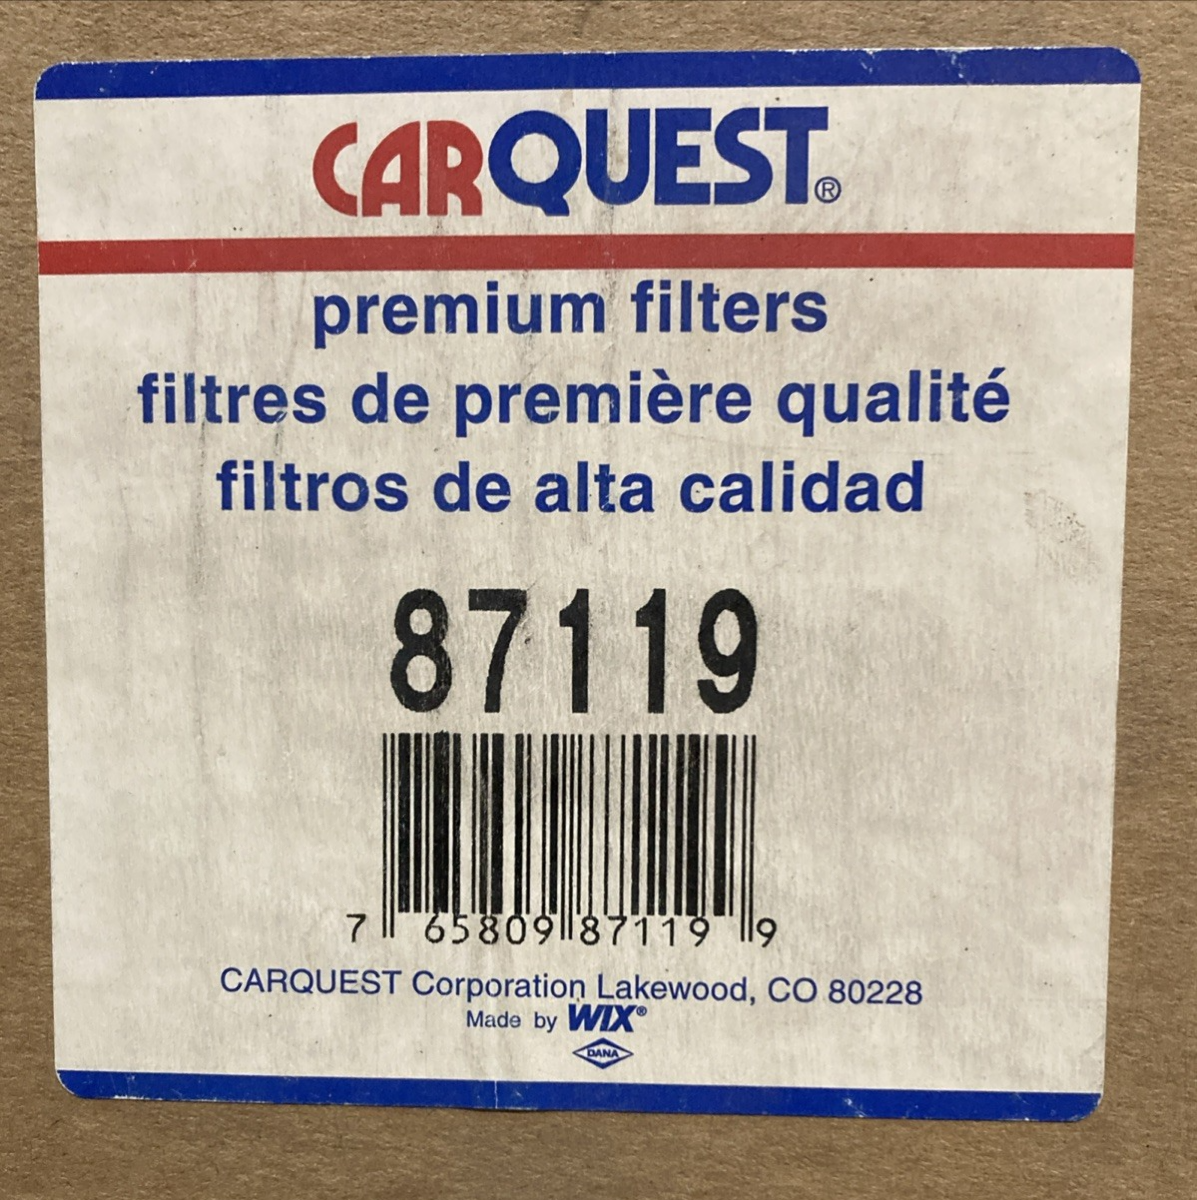 CARQUEST®
premium filters
filtres de première qualité
filtros de alta calidad
87119
7 65809 87119 9
CARQUEST Corporation Lakewood, CO 80228
Made by WIX®
DANA